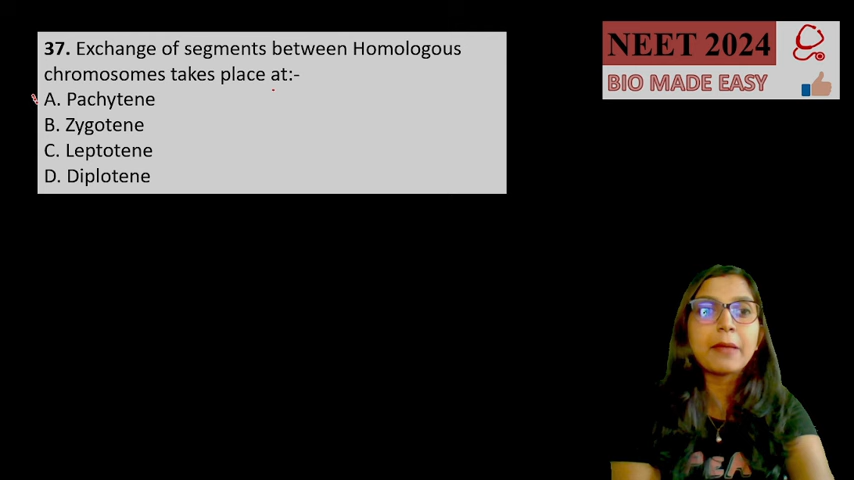 37. Exchange of segments between Homologous
chromosomes takes place at:-
A. Pachytene
B. Zygotene
C. Leptotene
D. Diplotene
NEET 2024
BIO MADE EASY
PEA